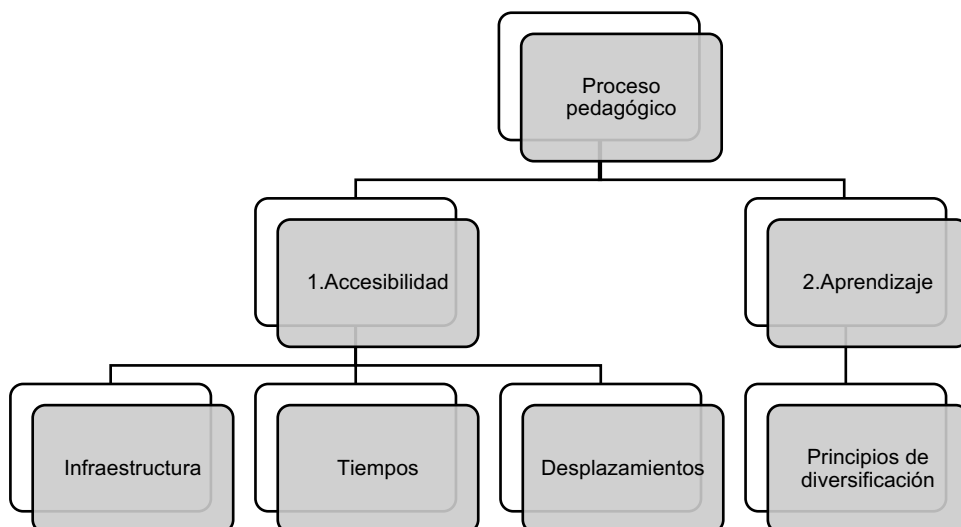 Proceso
pedagógico
1.Accesibilidad
2.Aprendizaje
Infraestructura
Tiempos
Desplazamientos
Principios de
diversificación